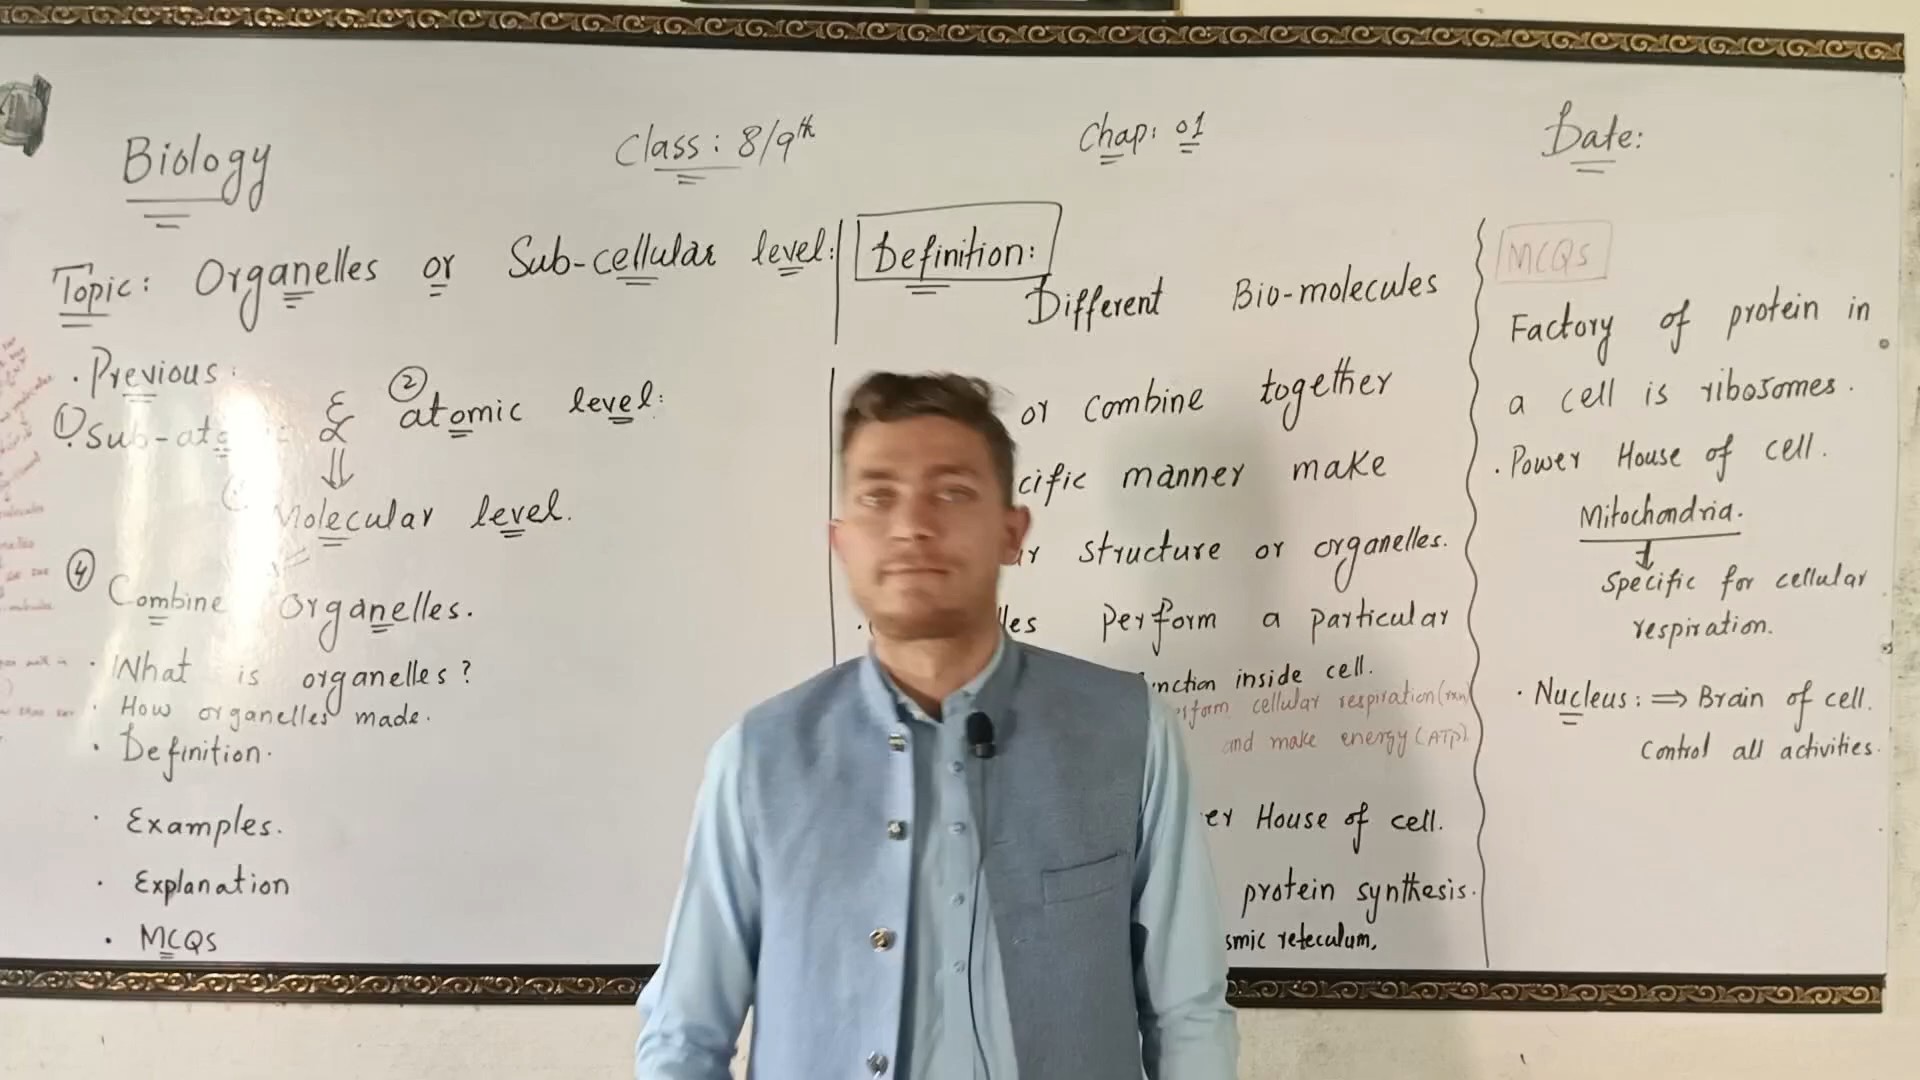 Biology
Class: 8/9th
Chap: 01
Date:
Topic: Organelles or Sub-cellular level:
• Previous:
① Sub-at
& ② atomic level:
Molecular level.
④ Combine Organelles.
• What is organelles?
• How organelles made.
• Definition.
• Examples.
• Explanation
• MCQS
Definition:
Different Bio-molecules
or combine together
cific manner make
structure or organelles.
les perform a particular
nction inside cell.
cellular respiration (rxn)
and make energy (ATP).
er House of cell.
protein synthesis.
smic reteculum,
MCQS
Factory of protein in
a cell is ribosomes.
• Power House of cell.
Mitochondria.
Specific for cellular
respiration.
• Nucleus: ⇒ Brain of cell.
Control all activities.